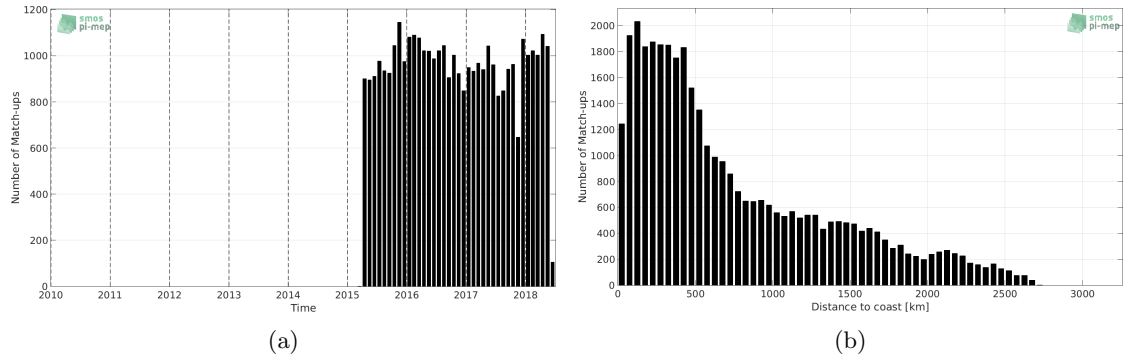 smos
pi-mep
1200
1000
800
600
400
200
0
Number of Match-ups
2010 2011 2012 2013 2014 2015 2016 2017 2018
Time
(a)
smos
pi-mep
2000
1800
1600
1400
1200
1000
800
600
400
200
0
Number of Match-ups
0 500 1000 1500 2000 2500 3000
Distance to coast [km]
(b)